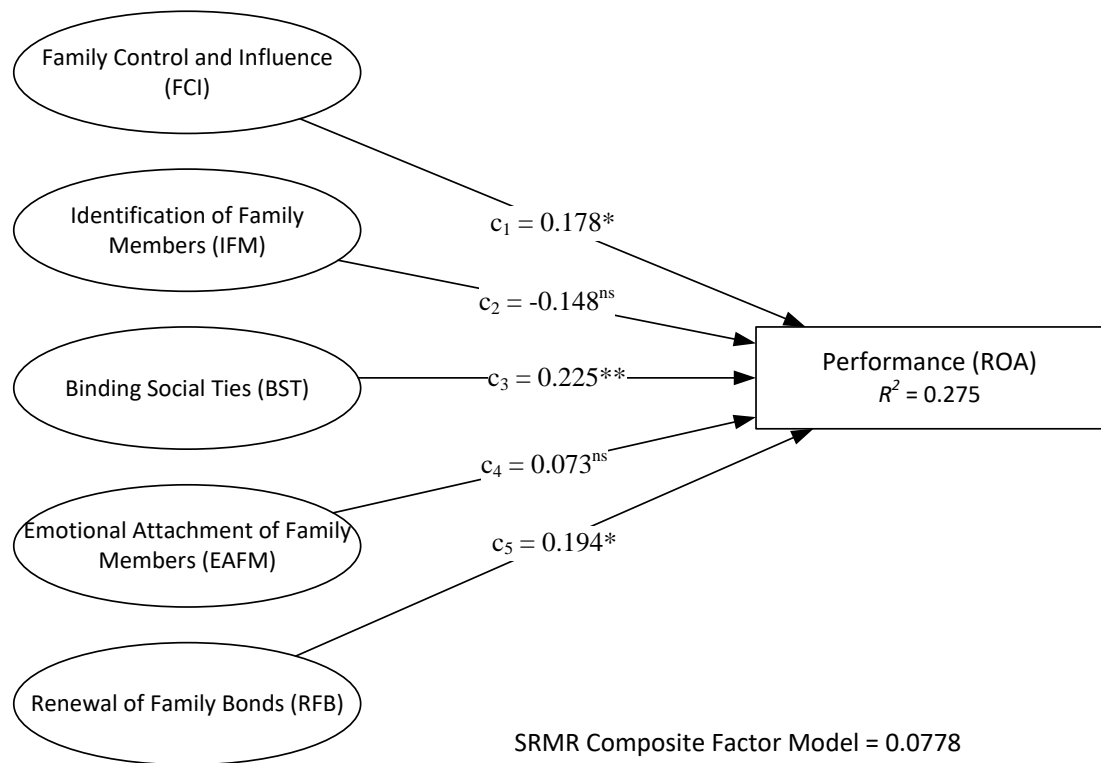 Family Control and Influence
(FCI)
Identification of Family
Members (IFM)
Binding Social Ties (BST)
Emotional Attachment of Family
Members (EAFM)
Renewal of Family Bonds (RFB)
c₁ = 0.178*
c₂ = -0.148ⁿˢ
c₃ = 0.225**
c₄ = 0.073ⁿˢ
c₅ = 0.194*
Performance (ROA)
R² = 0.275
SRMR Composite Factor Model = 0.0778